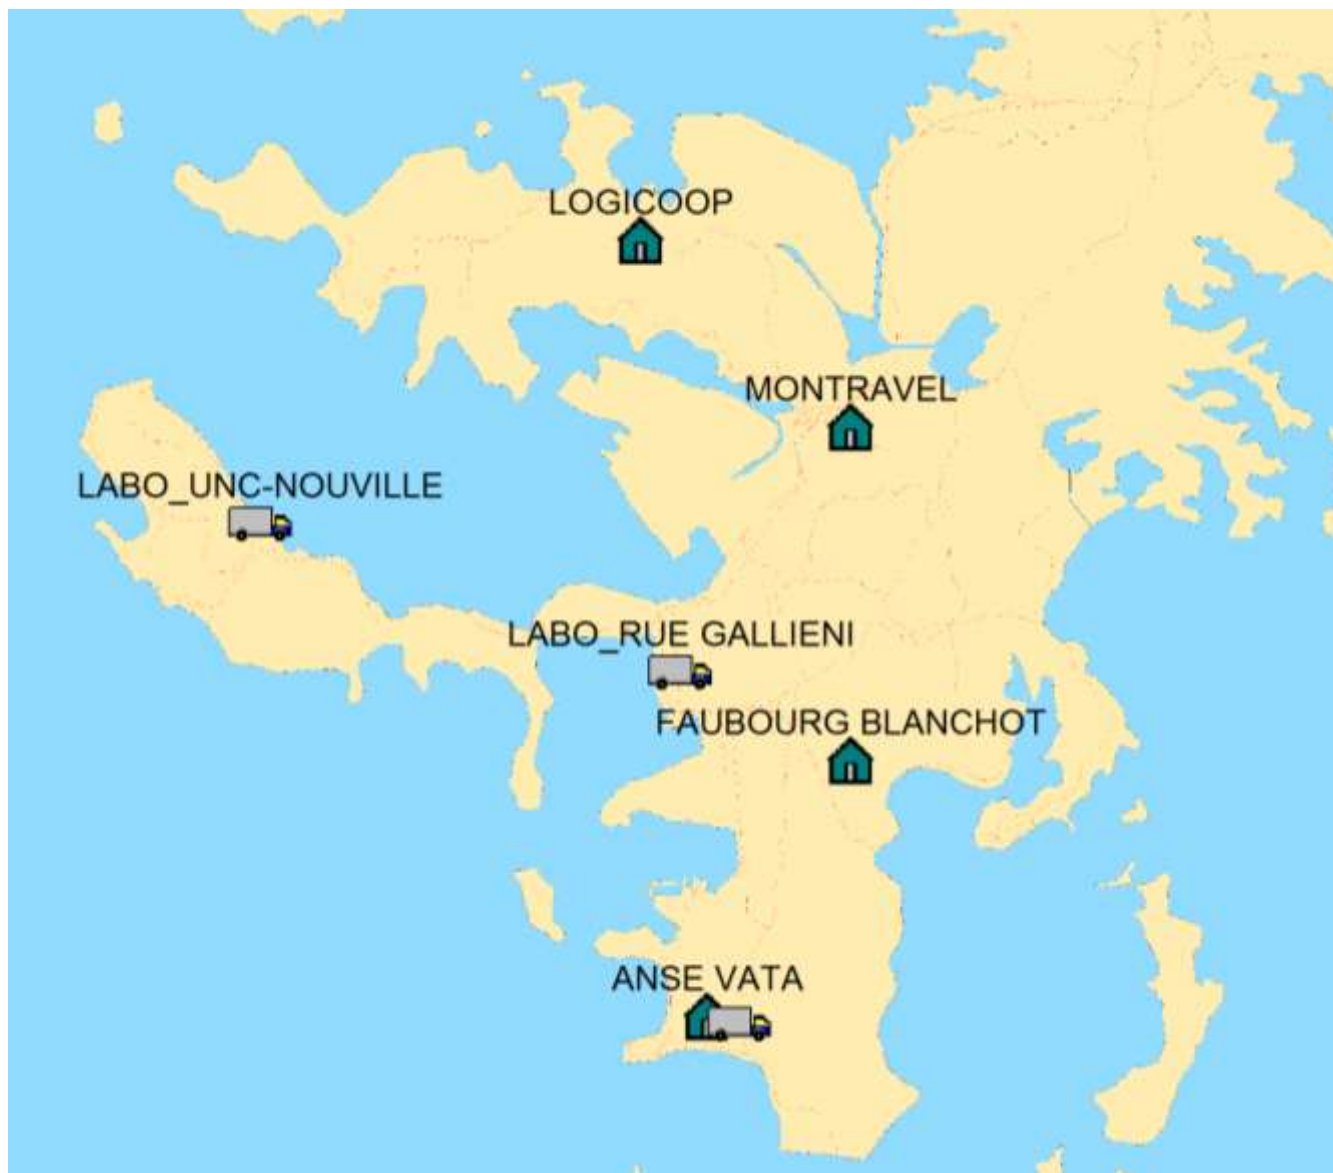 LOGICOOP
MONTRAVEL
LABO_UNC-NOUVILLE
LABO_RUE GALLIENI
FAUBOURG BLANCHOT
ANSE VATA